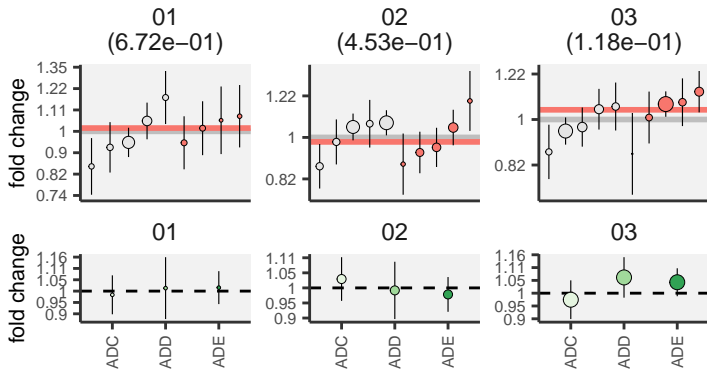 01
(6.72e−01)
02
(4.53e−01)
03
(1.18e−01)
fold change
1.35
1.22
1.11
1
0.9
0.82
0.74
1.22
1
0.82
1.22
1
0.82
01
02
03
fold change
1.16
1.11
1.05
1
0.95
0.9
1.11
1.05
1
0.95
0.9
1.16
1.11
1.05
1
0.95
0.9
ADC
ADD
ADE
ADC
ADD
ADE
ADC
ADD
ADE